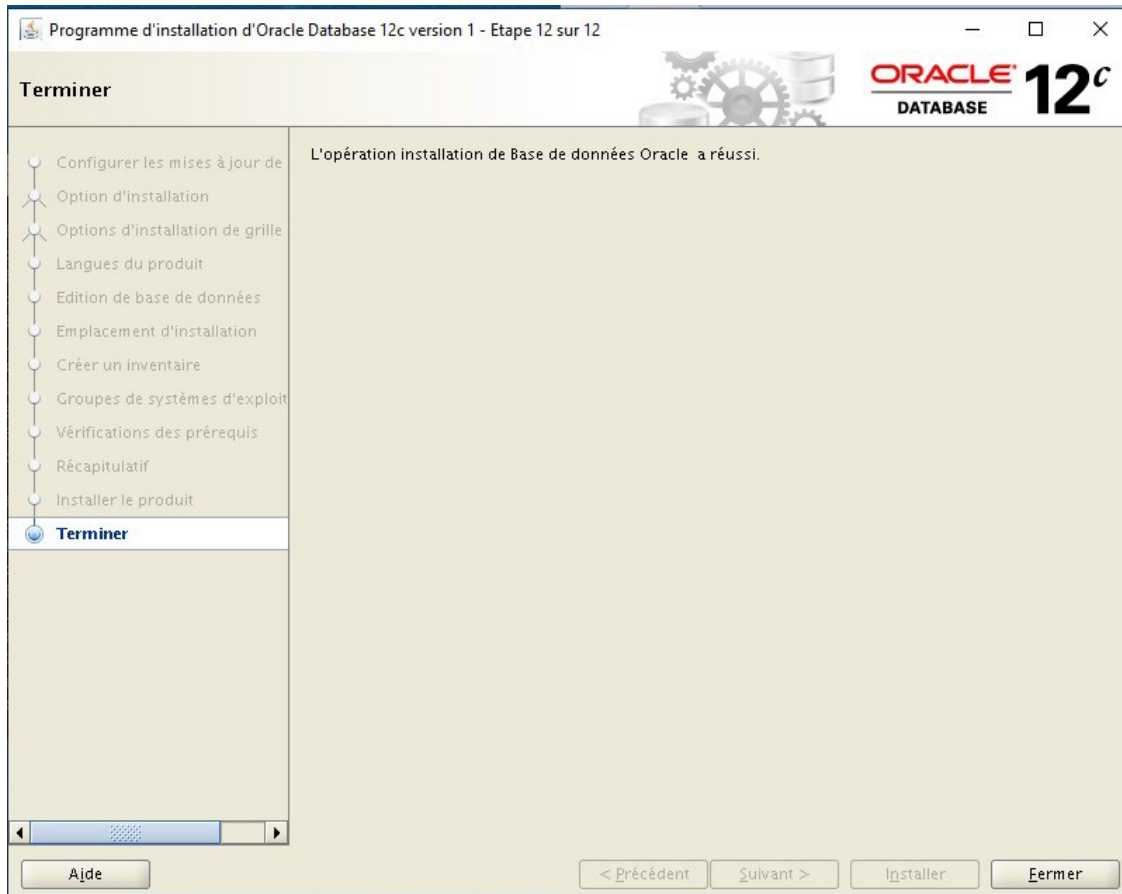 Programme d'installation d'Oracle Database 12c version 1 - Etape 12 sur 12
Terminer
ORACLE
DATABASE
12c
Configurer les mises à jour de
Option d'installation
Options d'installation de grille
Langues du produit
Edition de base de données
Emplacement d'installation
Créer un inventaire
Groupes de systèmes d'exploit
Vérifications des prérequis
Récapitulatif
Installer le produit
Terminer
L'opération installation de Base de données Oracle  a réussi.
Aide
< Précédent
Suivant >
Installer
Fermer